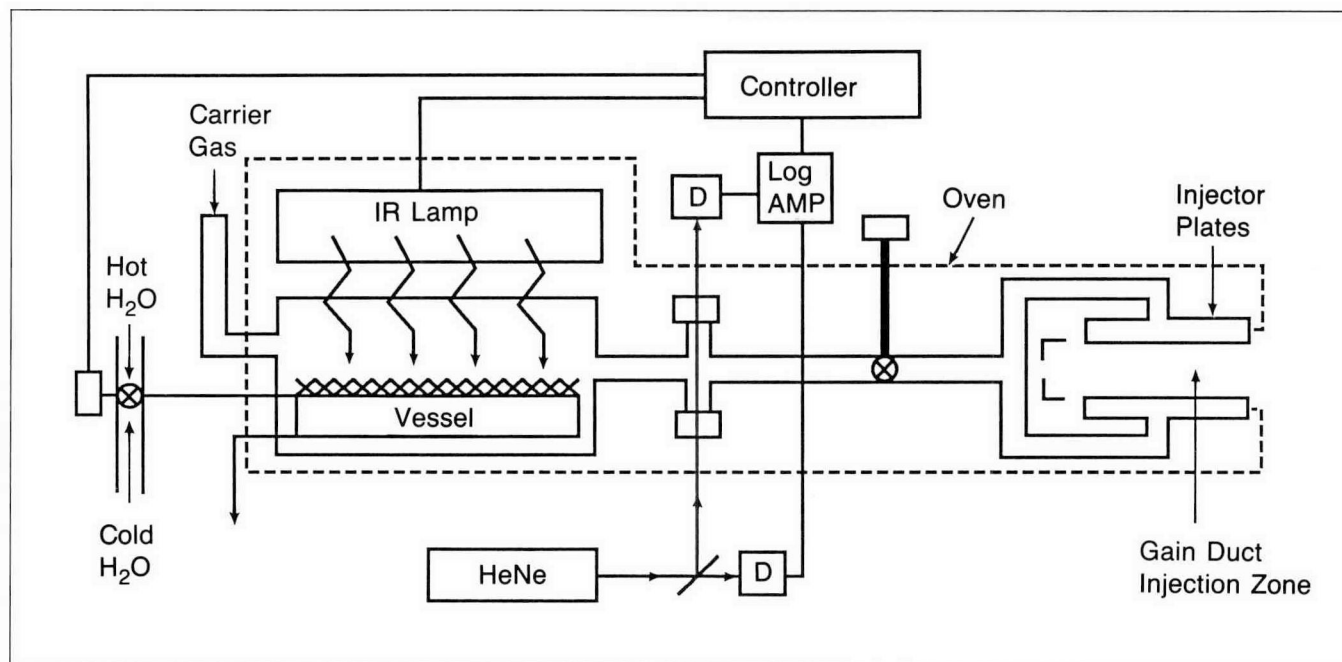 Controller
Carrier
Gas
Log
AMP
D
IR Lamp
Oven
Injector
Plates
Hot
H₂O
Vessel
Cold
H₂O
HeNe
D
Gain Duct
Injection Zone